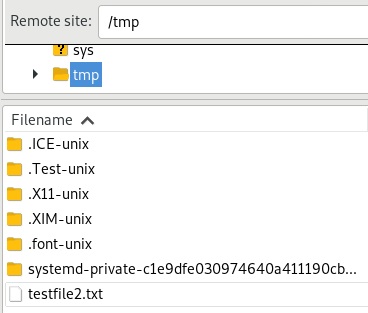 Remote site: /tmp
sys
tmp
Filename
.ICE-unix
.Test-unix
.X11-unix
.XIM-unix
.font-unix
systemd-private-c1e9dfe030974640a411190cb...
testfile2.txt